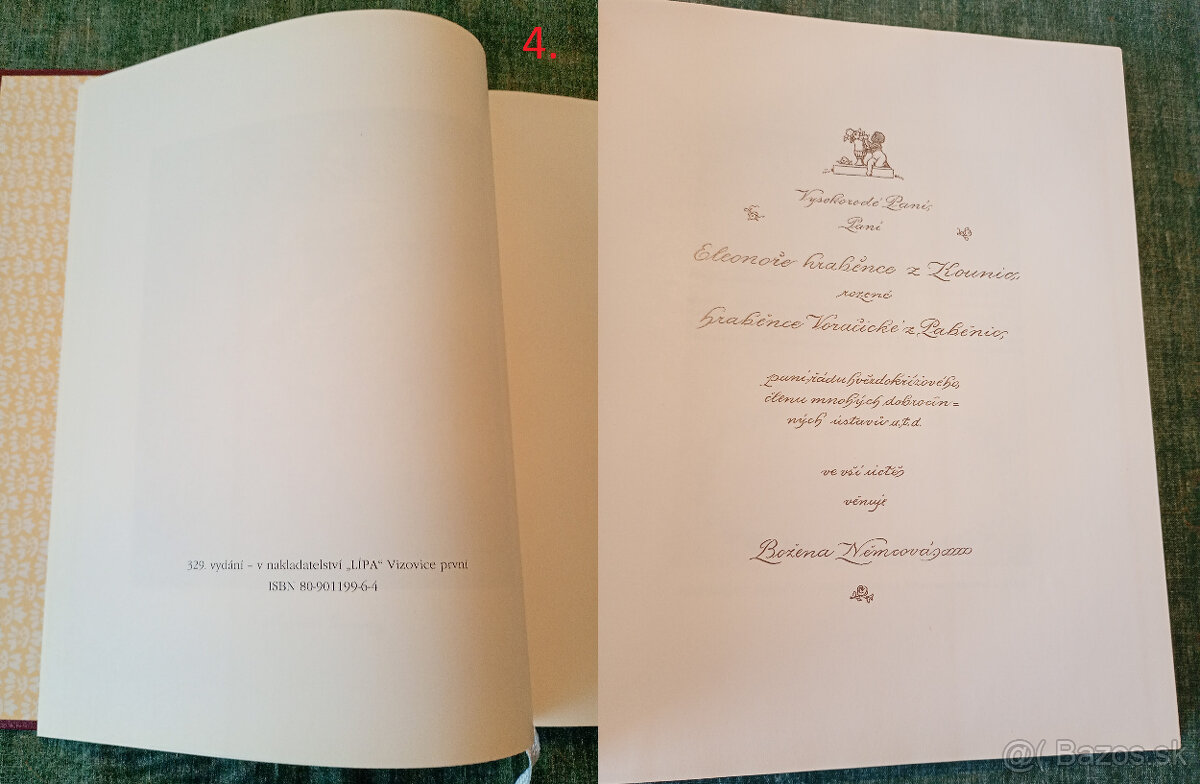 4.
329. vydání – v nakladatelství „LÍPA“ Vizovice první
ISBN 80-901199-6-4
Vysokorodé Paní,
Paní
Eleonoře hraběnce z Kounic,
rozené
hraběnce Voračické z Paběnic,
paní řádu hvězdokřížového,
členu mnohých dobročin=
ných ústavů a.t.d.
ve vší úctě
věnuje
Božena Němcová
@( Bazos.sk